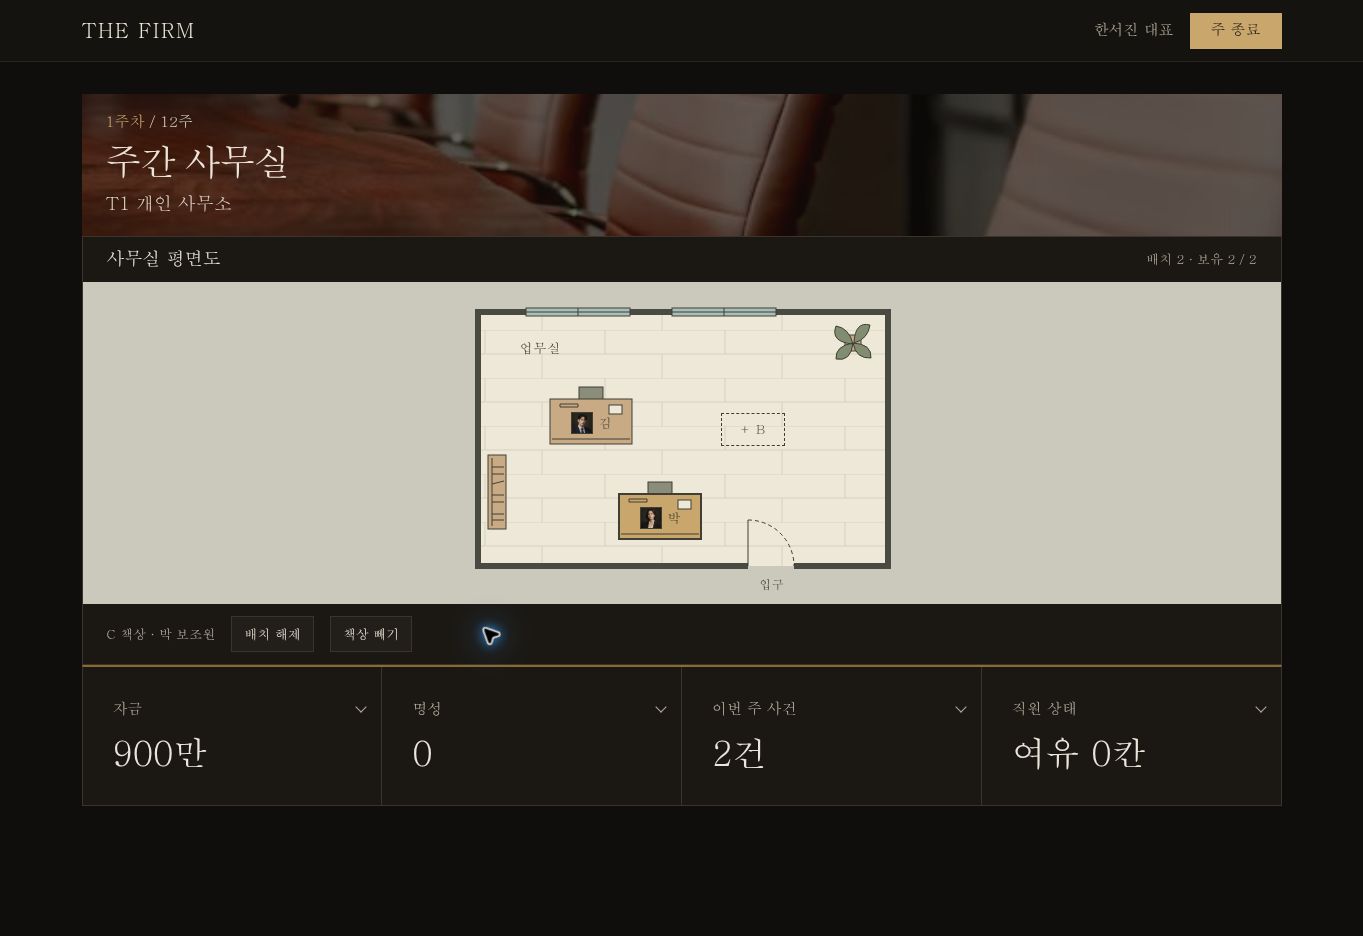 THE FIRM
한서진 대표
주 종료
1주차 / 12주
주간 사무실
T1 개인 사무소
사무실 평면도
배치 2 · 보유 2 / 2
업무실
김
+ B
박
입구
C 책상 · 박 보조원
배치 해제
책상 빼기
자금
900만
명성
0
이번 주 사건
2건
직원 상태
여유 0칸